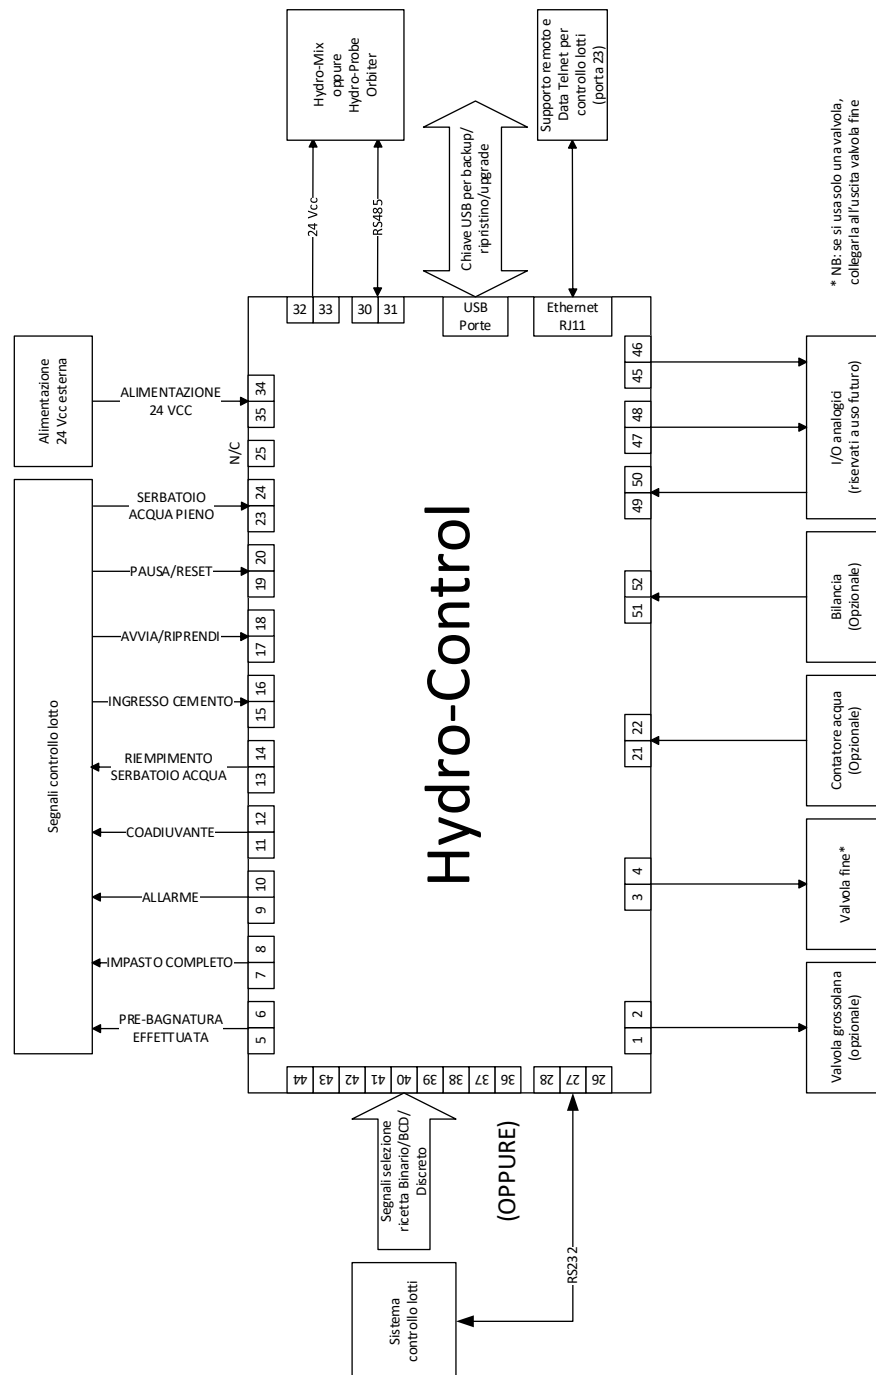 Hydro-Mix
oppure
Hydro-Probe
Orbiter
Supporto remoto e
Data Telnet per
controllo lotti
(porta 23)
24 Vcc
RS485
Chiave USB per backup/
ripristino/upgrade
* NB: se si usa solo una valvola,
collegarla all'uscita valvola fine
32
33
30
31
USB
Porte
Ethernet
RJ11
Alimentazione
24 Vcc esterna
ALIMENTAZIONE
24 VCC
34
35
N/C
25
Segnali controllo lotto
SERBATOIO
ACQUA PIENO
24
23
PAUSA/RESET
20
19
AVVIA/RIPRENDI
18
17
INGRESSO CEMENTO
16
15
RIEMPIMENTO
SERBATOIO ACQUA
14
13
COADIUVANTE
12
11
ALLARME
10
9
IMPASTO COMPLETO
8
7
PRE-BAGNATURA
EFFETTUATA
6
5
Hydro-Control
46
45
48
47
50
49
I/O analogici
(riservati a uso futuro)
52
51
Bilancia
(Opzionale)
22
21
Contatore acqua
(Opzionale)
4
3
Valvola fine*
2
1
Valvola grossolana
(opzionale)
44
43
42
41
40
39
38
37
36
28
27
26
Segnali selezione
ricetta Binario/BCD/
Discreto
(OPPURE)
RS232
Sistema
controllo lotti